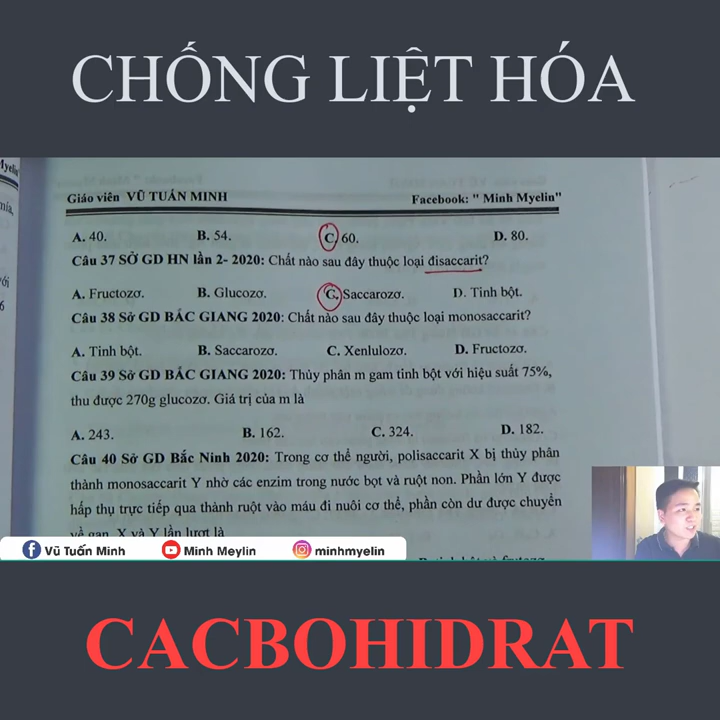 CHỐNG LIỆT HÓA
Giáo viên VŨ TUẤN MINH Facebook: " Minh Myelin"
A. 40. B. 54. C. 60. D. 80.
Câu 37 SỞ GD HN lần 2- 2020: Chất nào sau đây thuộc loại đisaccarit?
A. Fructozơ. B. Glucozơ. C. Saccarozơ. D. Tinh bột.
Câu 38 Sở GD BẮC GIANG 2020: Chất nào sau đây thuộc loại monosaccarit?
A. Tinh bột. B. Saccarozơ. C. Xenlulozơ. D. Fructozơ.
Câu 39 Sở GD BẮC GIANG 2020: Thủy phân m gam tinh bột với hiệu suất 75%,
thu được 270g glucozơ. Giá trị của m là
A. 243. B. 162. C. 324. D. 182.
Câu 40 Sở GD Bắc Ninh 2020: Trong cơ thể người, polisaccarit X bị thủy phân
thành monosaccarit Y nhờ các enzim trong nước bọt và ruột non. Phần lớn Y được
hấp thụ trực tiếp qua thành ruột vào máu đi nuôi cơ thể, phần còn dư được chuyển
về gan. X và Y lần lượt là
Vũ Tuấn Minh Minh Meylin minhmyelin
CACBOHIDRAT